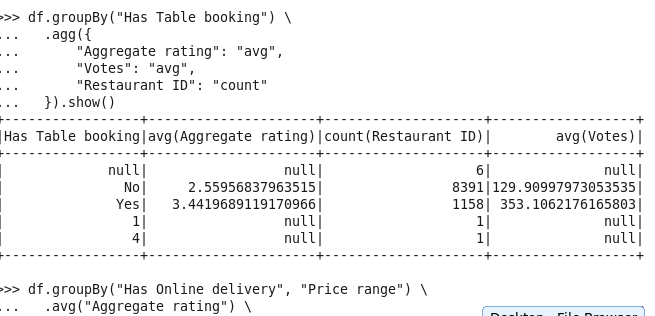 >>> df.groupBy("Has Table booking") \
...   .agg({
...       "Aggregate rating": "avg",
...       "Votes": "avg",
...       "Restaurant ID": "count"
...   }).show()
+-----------------+---------------------+--------------------+------------------+
|Has Table booking|avg(Aggregate rating)|count(Restaurant ID)|        avg(Votes)|
+-----------------+---------------------+--------------------+------------------+
|             null|                 null|                   6|              null|
|               No|     2.55956837963515|                8391|129.90997973053535|
|              Yes|   3.4419689119170966|                1158| 353.1062176165803|
|                1|                 null|                   1|              null|
|                4|                 null|                   1|              null|
+-----------------+---------------------+--------------------+------------------+
>>> df.groupBy("Has Online delivery", "Price range") \
...   .avg("Aggregate rating") \
Desktop - File Browser